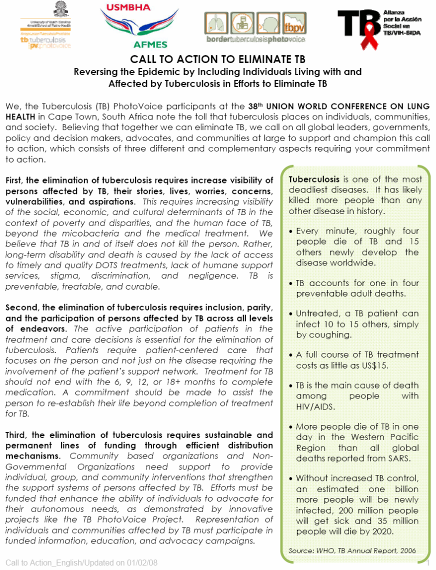 USMBHA
AFMES
tb tuberculosis
pv photovoice
tbpv
bordertuberculosisphotovoice
TB
Alianza
por la Acción
Social en
TB/VIH-SIDA
CALL TO ACTION TO ELIMINATE TB
Reversing the Epidemic by Including Individuals Living with and
Affected by Tuberculosis in Efforts to Eliminate TB
We, the Tuberculosis (TB) PhotoVoice participants at the 38th UNION WORLD CONFERENCE ON LUNG
HEALTH in Cape Town, South Africa note the toll that tuberculosis places on individuals, communities,
and society. Believing that together we can eliminate TB, we call on all global leaders, governments,
policy and decision makers, advocates, and communities at large to support and champion this call
to action, which consists of three different and complementary aspects requiring your commitment
to action.
First, the elimination of tuberculosis requires increase visibility of
persons affected by TB, their stories, lives, worries, concerns,
vulnerabilities, and aspirations. This requires increasing visibility
of the social, economic, and cultural determinants of TB in the
context of poverty and disparities, and the human face of TB,
beyond the micobacteria and the medical treatment. We
believe that TB in and of itself does not kill the person. Rather,
long-term disability and death is caused by the lack of access
to timely and quality DOTS treatments, lack of humane support
services, stigma, discrimination, and negligence. TB is
preventable, treatable, and curable.
Second, the elimination of tuberculosis requires inclusion, parity,
and the participation of persons affected by TB across all levels
of endeavors. The active participation of patients in the
treatment and care decisions is essential for the elimination of
tuberculosis. Patients require patient-centered care that
focuses on the person and not just on the disease requiring the
involvement of the patient's support network. Treatment for TB
should not end with the 6, 9, 12, or 18+ months to complete
medication. A commitment should be made to assist the
person to re-establish their life beyond completion of treatment
for TB.
Third, the elimination of tuberculosis requires sustainable and
permanent lines of funding through efficient distribution
mechanisms. Community based organizations and Non-
Governmental Organizations need support to provide
individual, group, and community interventions that strengthen
the support systems of persons affected by TB. Efforts must be
funded that enhance the ability of individuals to advocate for
their autonomous needs, as demonstrated by innovative
projects like the TB PhotoVoice Project. Representation of
individuals and communities affected by TB must participate in
funded information, education, and advocacy campaigns.
Tuberculosis is one of the most
deadliest diseases. It has likely
killed more people than any
other disease in history.
• Every minute, roughly four
people die of TB and 15
others newly develop the
disease worldwide.
• TB accounts for one in four
preventable adult deaths.
• Untreated, a TB patient can
infect 10 to 15 others, simply
by coughing.
• A full course of TB treatment
costs as little as US$15.
• TB is the main cause of death
among people with
HIV/AIDS.
• More people die of TB in one
day in the Western Pacific
Region than all global
deaths reported from SARS.
• Without increased TB control,
an estimated one billion
more people will be newly
infected, 200 million people
will get sick and 35 million
people will die by 2020.
Source: WHO, TB Annual Report, 2006
Call to Action_English/Updated on 01/02/08
1